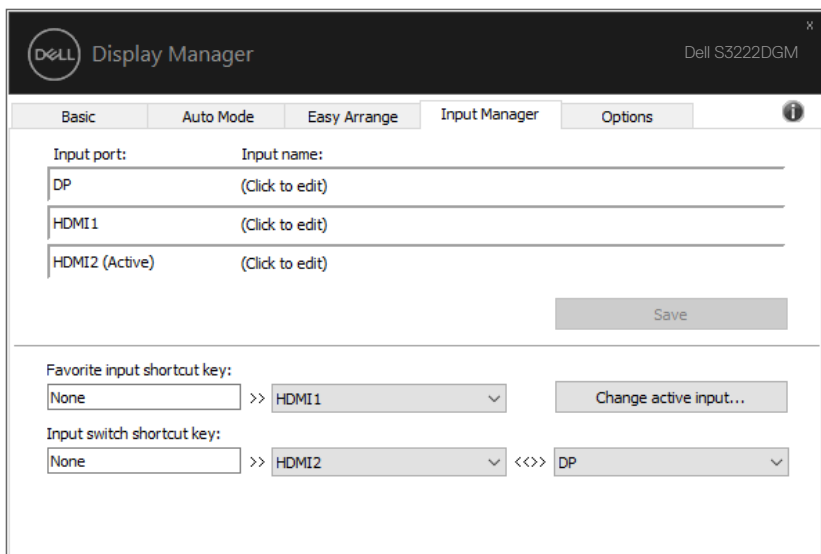 x
DELL Display Manager Dell S3222DGM
Basic Auto Mode Easy Arrange Input Manager Options i
Input port: Input name:
DP (Click to edit)
HDMI1 (Click to edit)
HDMI2 (Active) (Click to edit)
Save
Favorite input shortcut key:
None >> HDMI1 Change active input...
Input switch shortcut key:
None >> HDMI2 <<>> DP